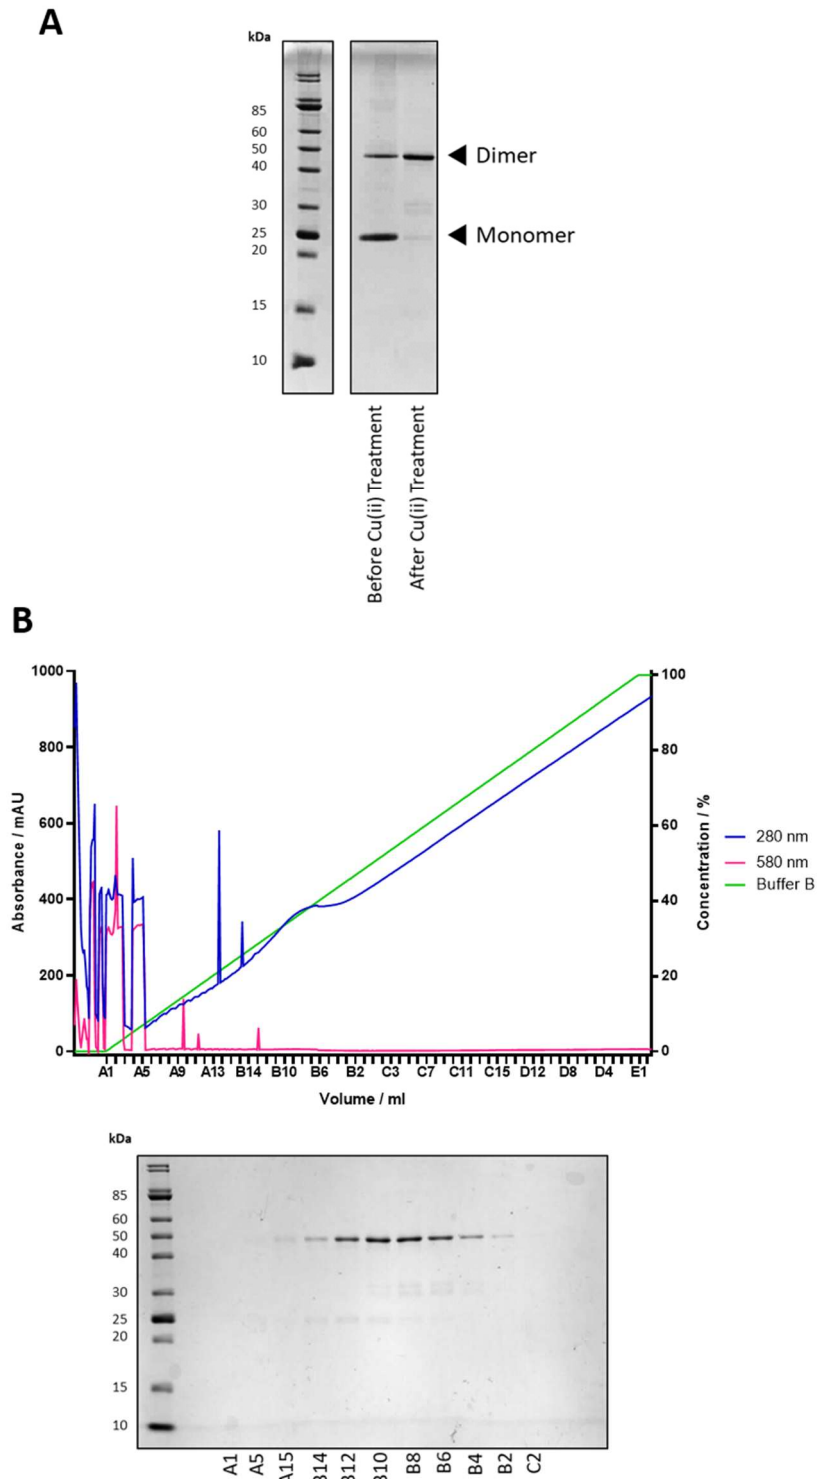 A
kDa
85
60
50
40
30
25
20
15
10
Dimer
Monomer
Before Cu(ii) Treatment
After Cu(ii) Treatment
B
1000
800
600
400
200
0
Absorbance / mAU
100
80
60
40
20
0
Concentration / %
280 nm
580 nm
Buffer B
A1 A5 A9 A13 B14 B10 B6 B2 C3 C7 C11 C15 D12 D8 D4 E1
Volume / ml
kDa
85
60
50
40
30
25
20
15
10
A1 A5 A15 B14 B12 B10 B8 B6 B4 B2 C2